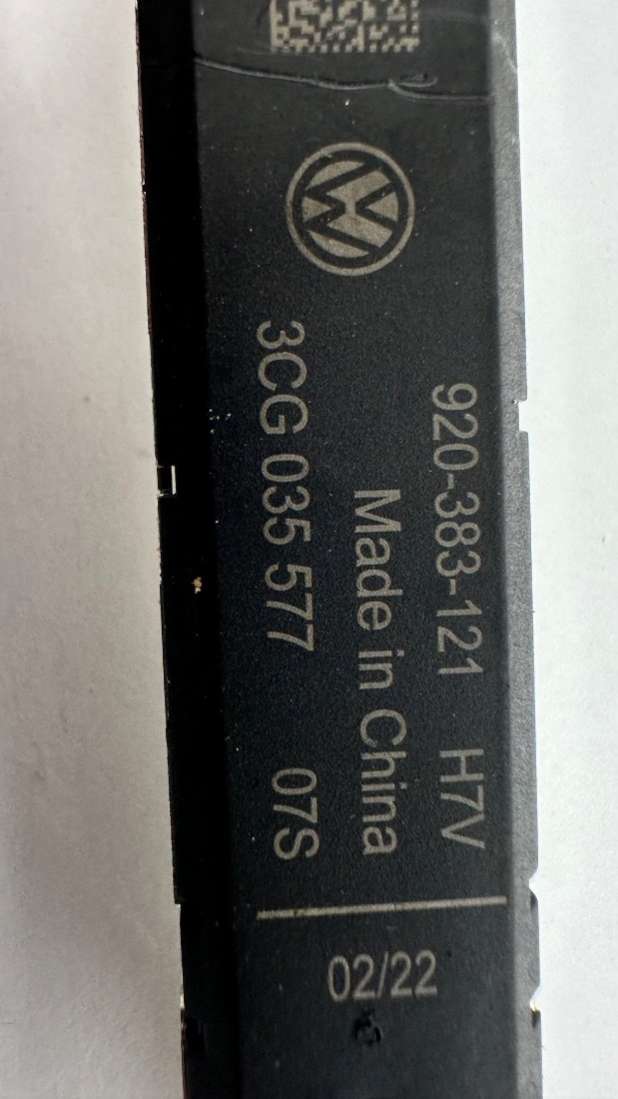 920-383-121 H7V
Made in China
3CG 035 577 07S
02/22